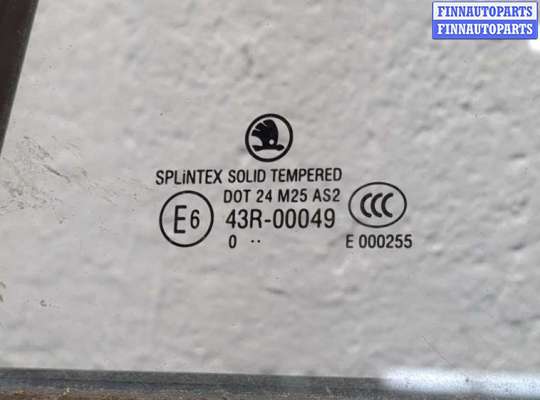 FINNAUTOPARTS
FINNAUTOPARTS
SPLiNTEX SOLID TEMPERED
DOT 24 M25 AS2
E6 43R-00049 CCC
0 ·· E 000255